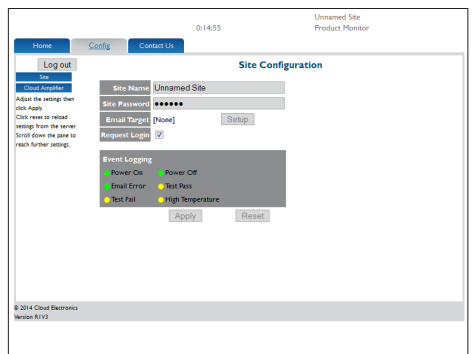 Unnamed Site
0:14:55 Product Monitor
Home Config Contact Us
Log out
Site
Cloud Amplifier
Adjust the settings then
click Apply.
Click reset to reload
settings from the server
Scroll down the pane to
reach further settings.
Site Configuration
Site Name Unnamed Site
Site Password ●●●●●●
Email Target [None] Setup
Request Login
Event Logging
Power On Power Off
Email Error Test Pass
Test Fail High Temperature
Apply Reset
© 2014 Cloud Electronics
Version R1V3